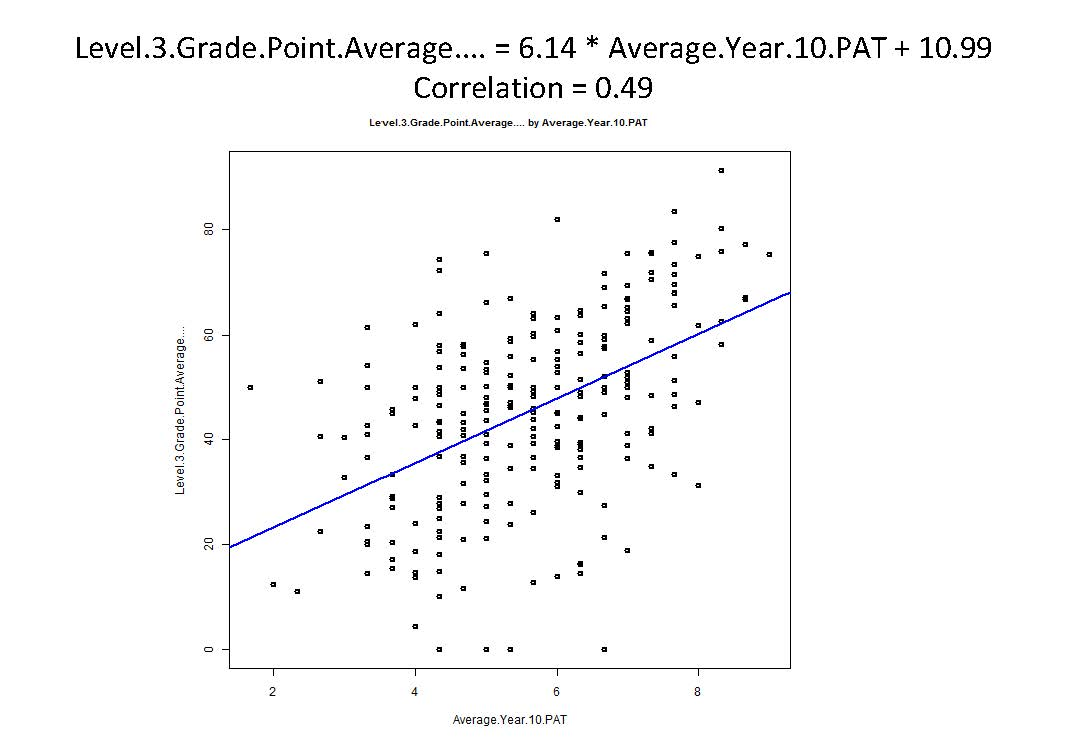 Level.3.Grade.Point.Average.... = 6.14 * Average.Year.10.PAT + 10.99
Correlation = 0.49
Level.3.Grade.Point.Average.... by Average.Year.10.PAT
Level.3.Grade.Point.Average....
80
60
40
20
0
2 4 6 8
Average.Year.10.PAT